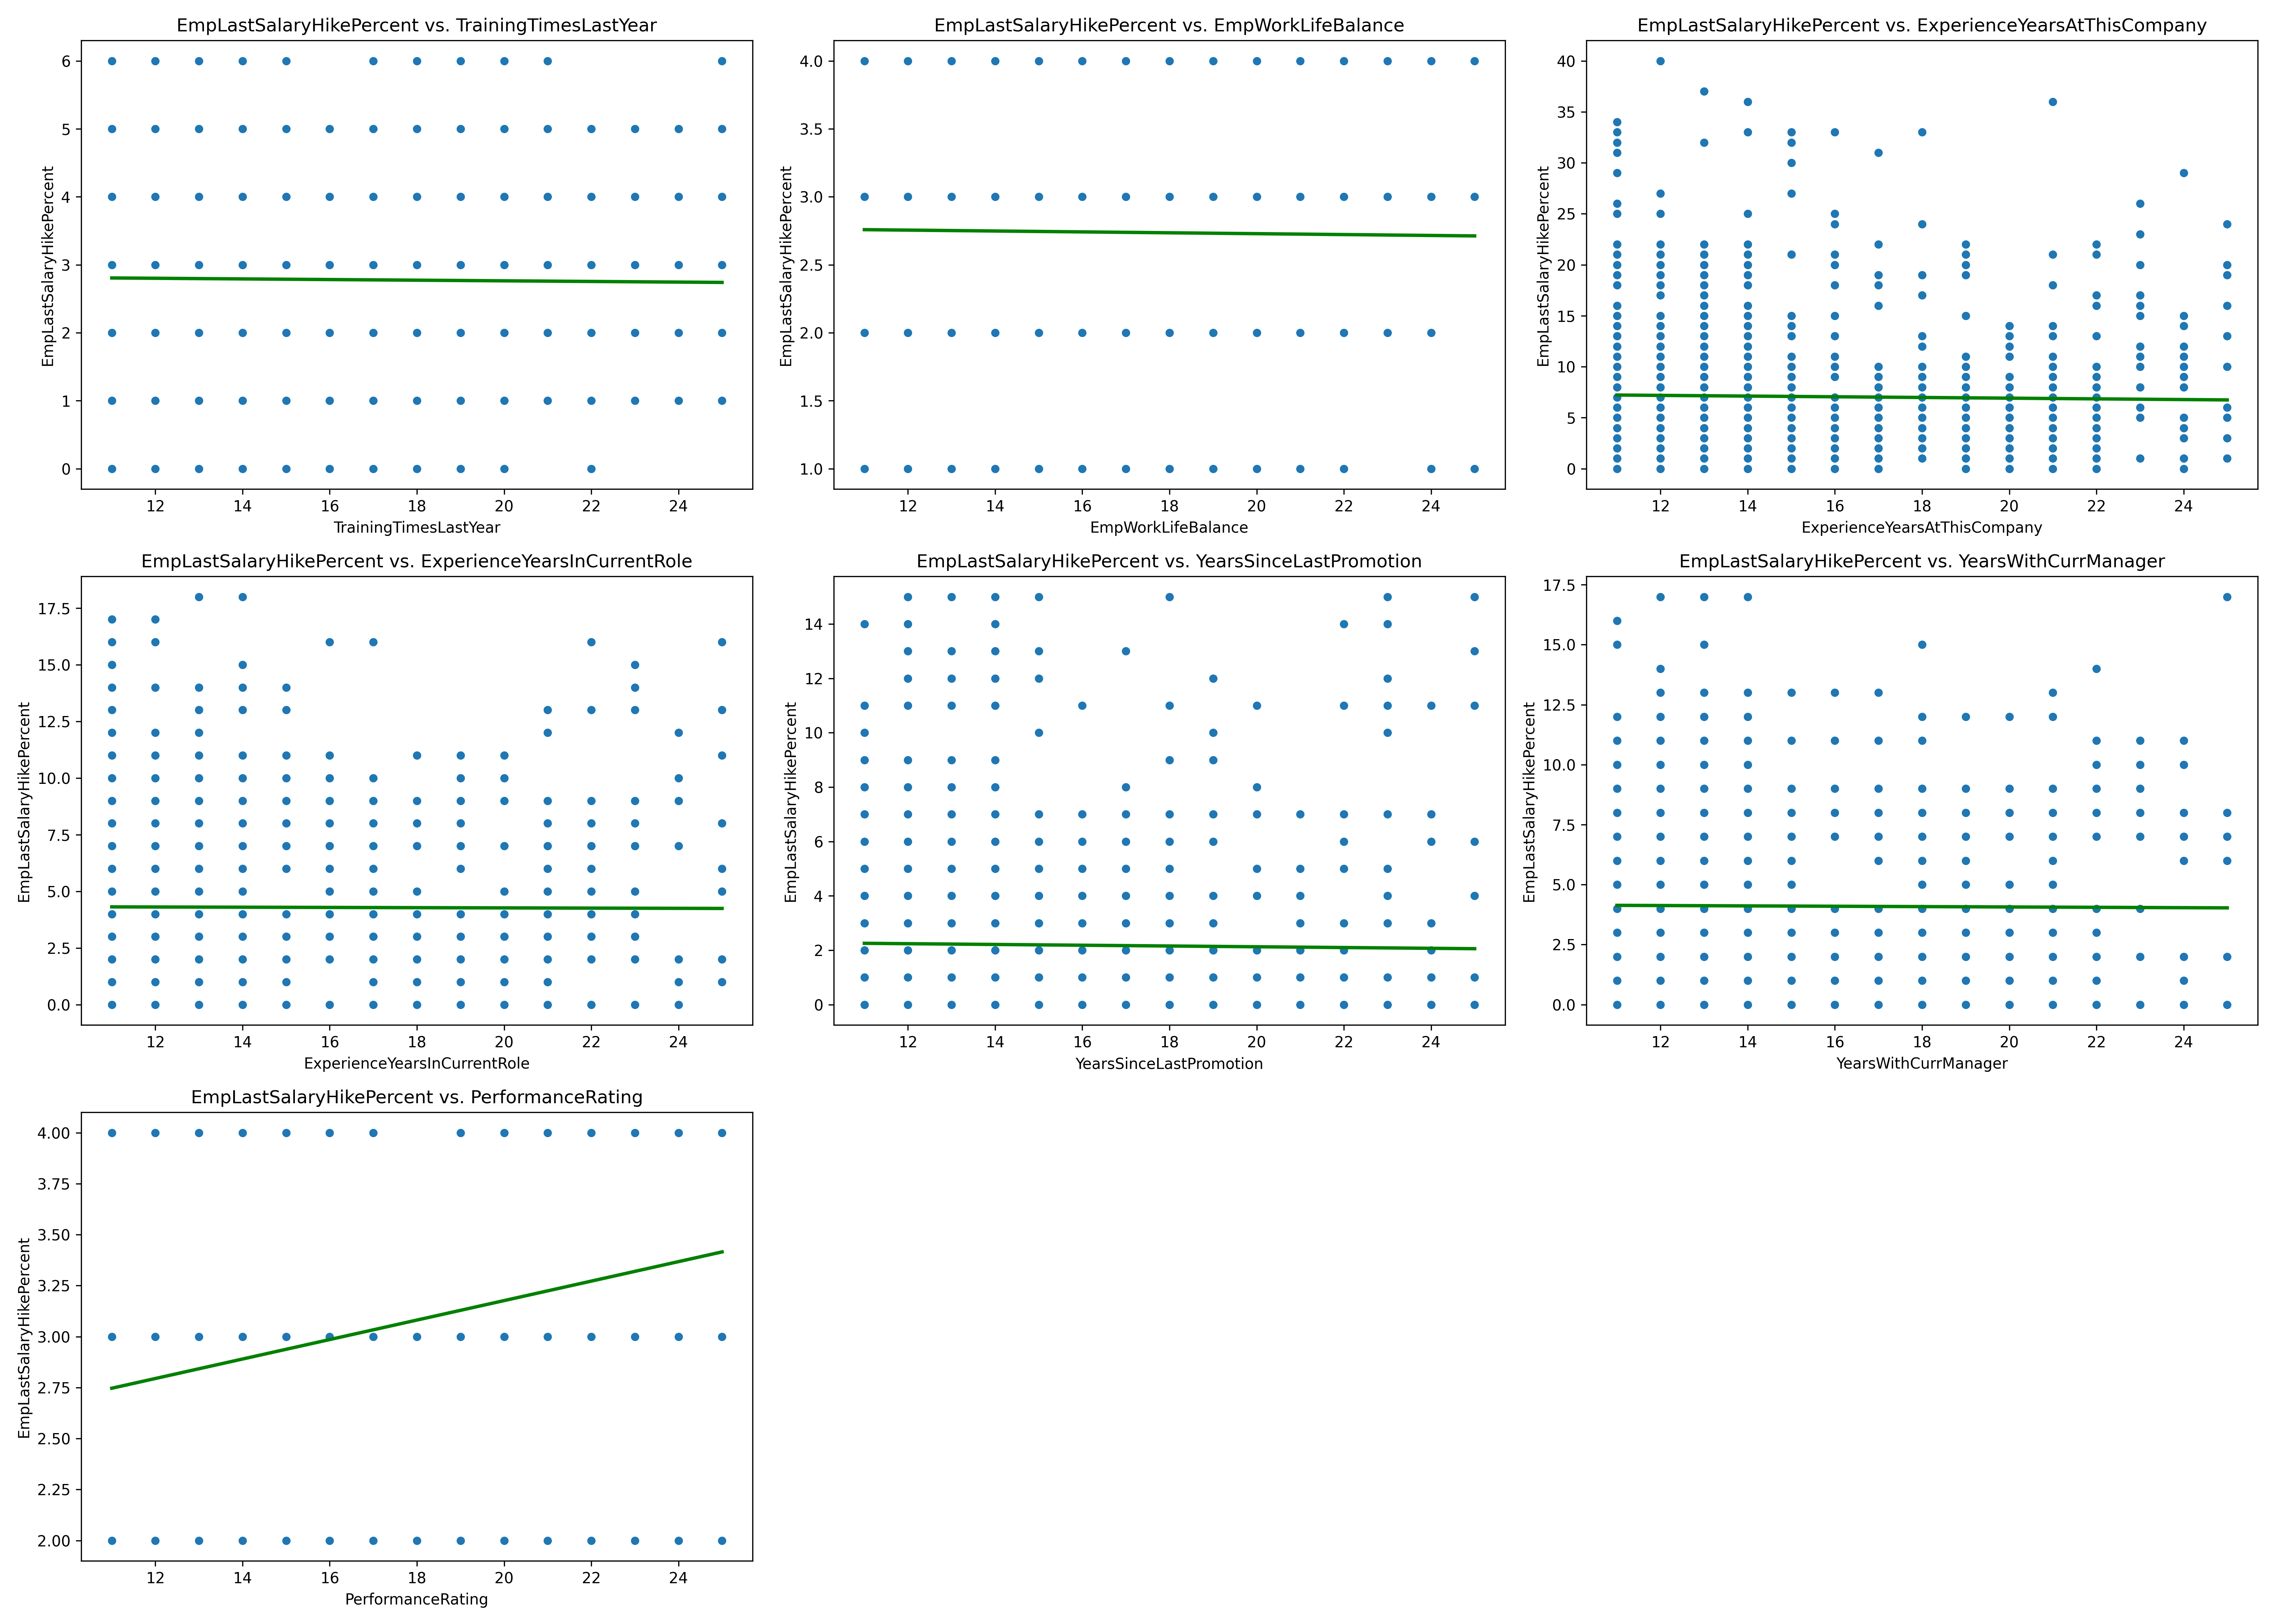 EmpLastSalaryHikePercent vs. TrainingTimesLastYear
EmpLastSalaryHikePercent
6
5
4
3
2
1
0
12 14 16 18 20 22 24
TrainingTimesLastYear
EmpLastSalaryHikePercent vs. EmpWorkLifeBalance
EmpLastSalaryHikePercent
4.0
3.5
3.0
2.5
2.0
1.5
1.0
12 14 16 18 20 22 24
EmpWorkLifeBalance
EmpLastSalaryHikePercent vs. ExperienceYearsAtThisCompany
EmpLastSalaryHikePercent
40
35
30
25
20
15
10
5
0
12 14 16 18 20 22 24
ExperienceYearsAtThisCompany
EmpLastSalaryHikePercent vs. ExperienceYearsInCurrentRole
EmpLastSalaryHikePercent
17.5
15.0
12.5
10.0
7.5
5.0
2.5
0.0
12 14 16 18 20 22 24
ExperienceYearsInCurrentRole
EmpLastSalaryHikePercent vs. YearsSinceLastPromotion
EmpLastSalaryHikePercent
14
12
10
8
6
4
2
0
12 14 16 18 20 22 24
YearsSinceLastPromotion
EmpLastSalaryHikePercent vs. YearsWithCurrManager
EmpLastSalaryHikePercent
17.5
15.0
12.5
10.0
7.5
5.0
2.5
0.0
12 14 16 18 20 22 24
YearsWithCurrManager
EmpLastSalaryHikePercent vs. PerformanceRating
EmpLastSalaryHikePercent
4.00
3.75
3.50
3.25
3.00
2.75
2.50
2.25
2.00
12 14 16 18 20 22 24
PerformanceRating